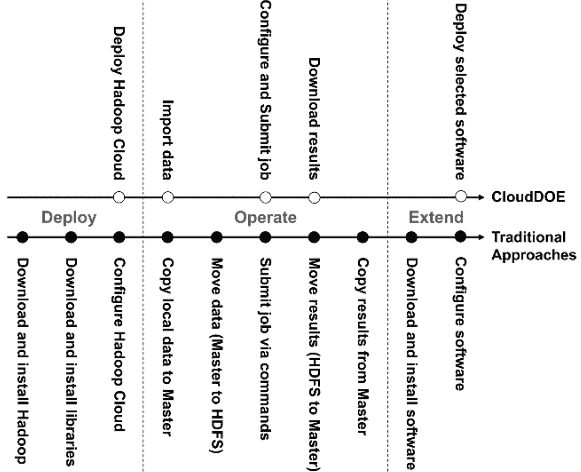 Deploy Hadoop Cloud
Import data
Configure and Submit job
Download results
Deploy selected software
CloudDOE
Deploy
Operate
Extend
Traditional
Approaches
Download and install Hadoop
Download and install libraries
Configure Hadoop Cloud
Copy local data to Master
Move data (Master to HDFS)
Submit job via commands
Move results (HDFS to Master)
Copy results from Master
Download and install software
Configure software